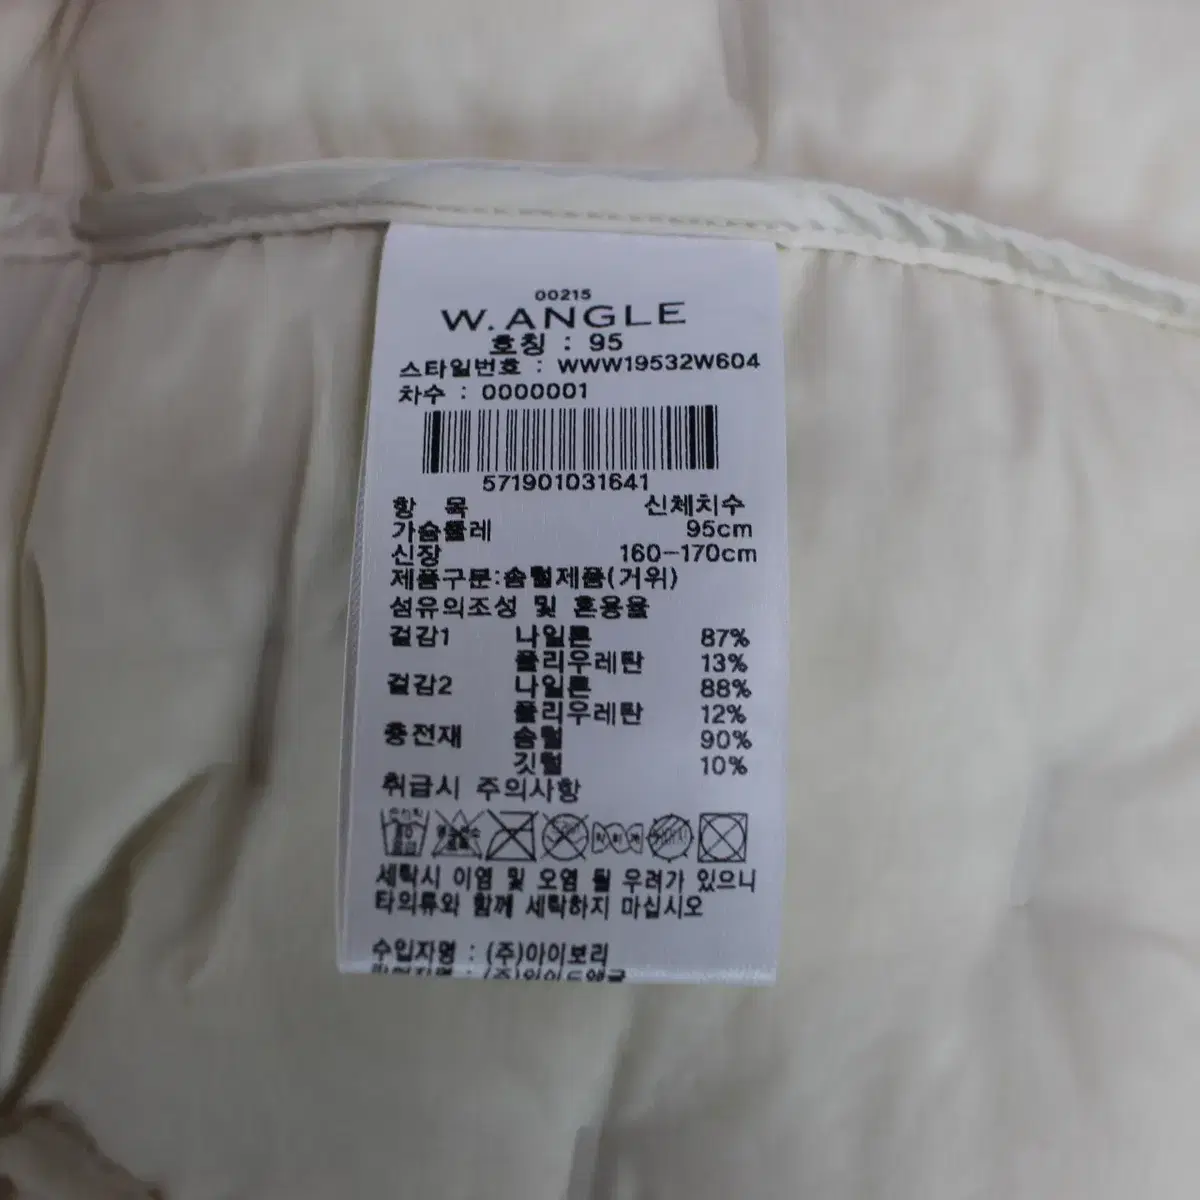 00215
W.ANGLE
호칭 : 95
스타일번호 : WWW19532W604
차수 : 0000001
571901031641
항 목 신체치수
가슴둘레 95cm
신장 160-170cm
제품구분:솜털제품(거위)
섬유의조성 및 혼용율
겉감1 나일론 87%
폴리우레탄 13%
겉감2 나일론 88%
폴리우레탄 12%
충전재 솜털 90%
깃털 10%
취급시 주의사항
세탁시 이염 및 오염 될 우려가 있으니
타의류와 함께 세탁하지 마십시오
수입자명 : (주)아이보리
(주)와이드앵글